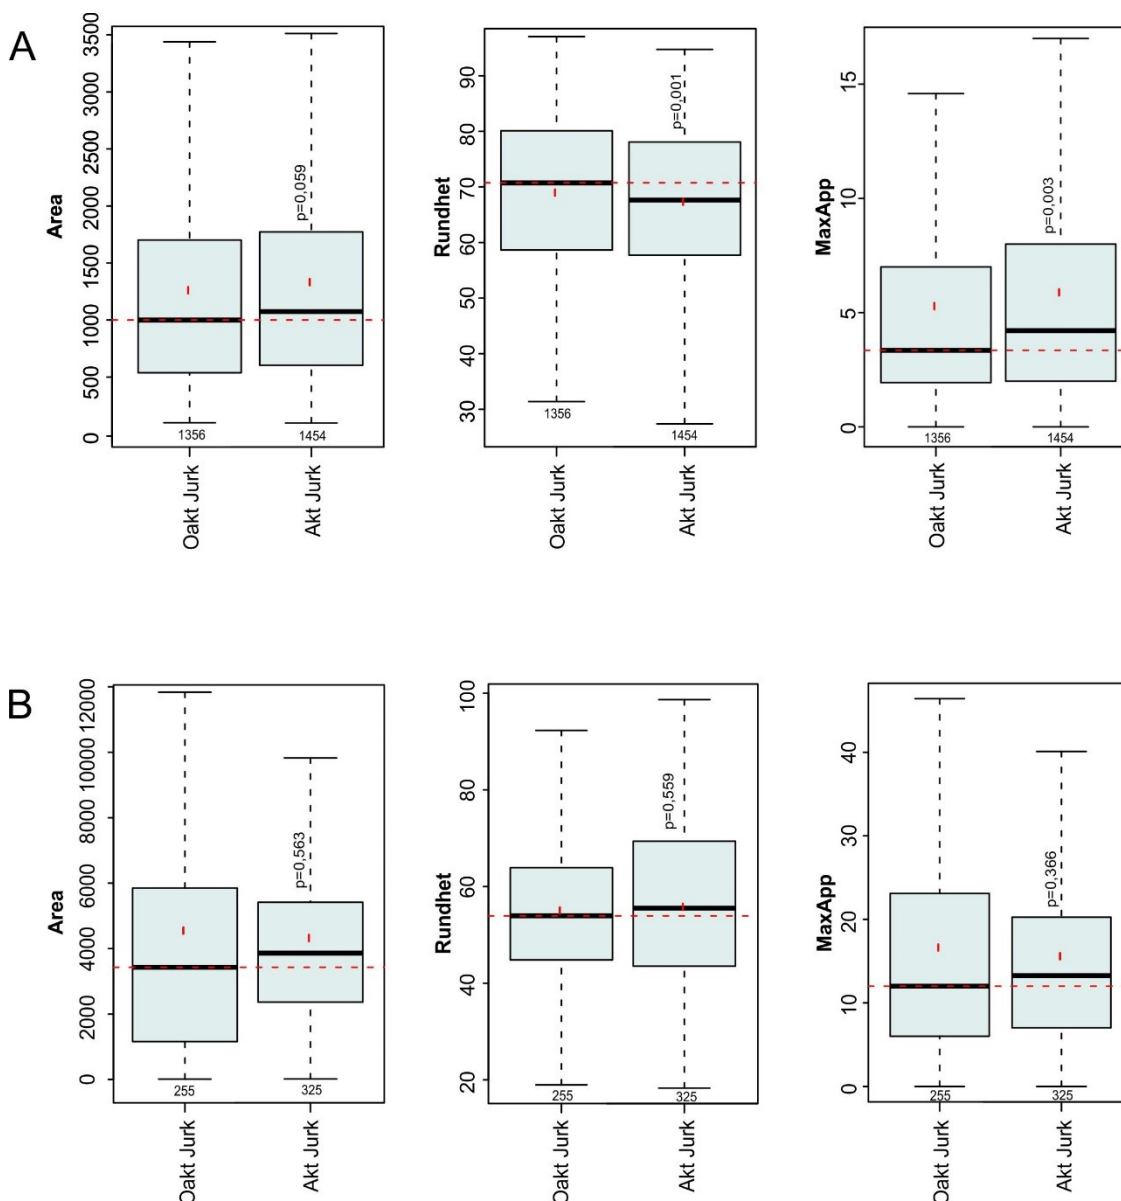 A
Area
0
500
1000
1500
2000
2500
3000
3500
p=0,059
1356
1454
Oakt Jurk
Akt Jurk
Rundhet
30
40
50
60
70
80
90
p=0,001
1356
1454
Oakt Jurk
Akt Jurk
MaxApp
0
5
10
15
p=0,003
1356
1454
Oakt Jurk
Akt Jurk
B
Area
0
2000
4000
6000
8000
10000
12000
p=0,563
255
325
Oakt Jurk
Akt Jurk
Rundhet
20
40
60
80
100
p=0,559
255
325
Oakt Jurk
Akt Jurk
MaxApp
0
10
20
30
40
p=0,366
255
325
Oakt Jurk
Akt Jurk